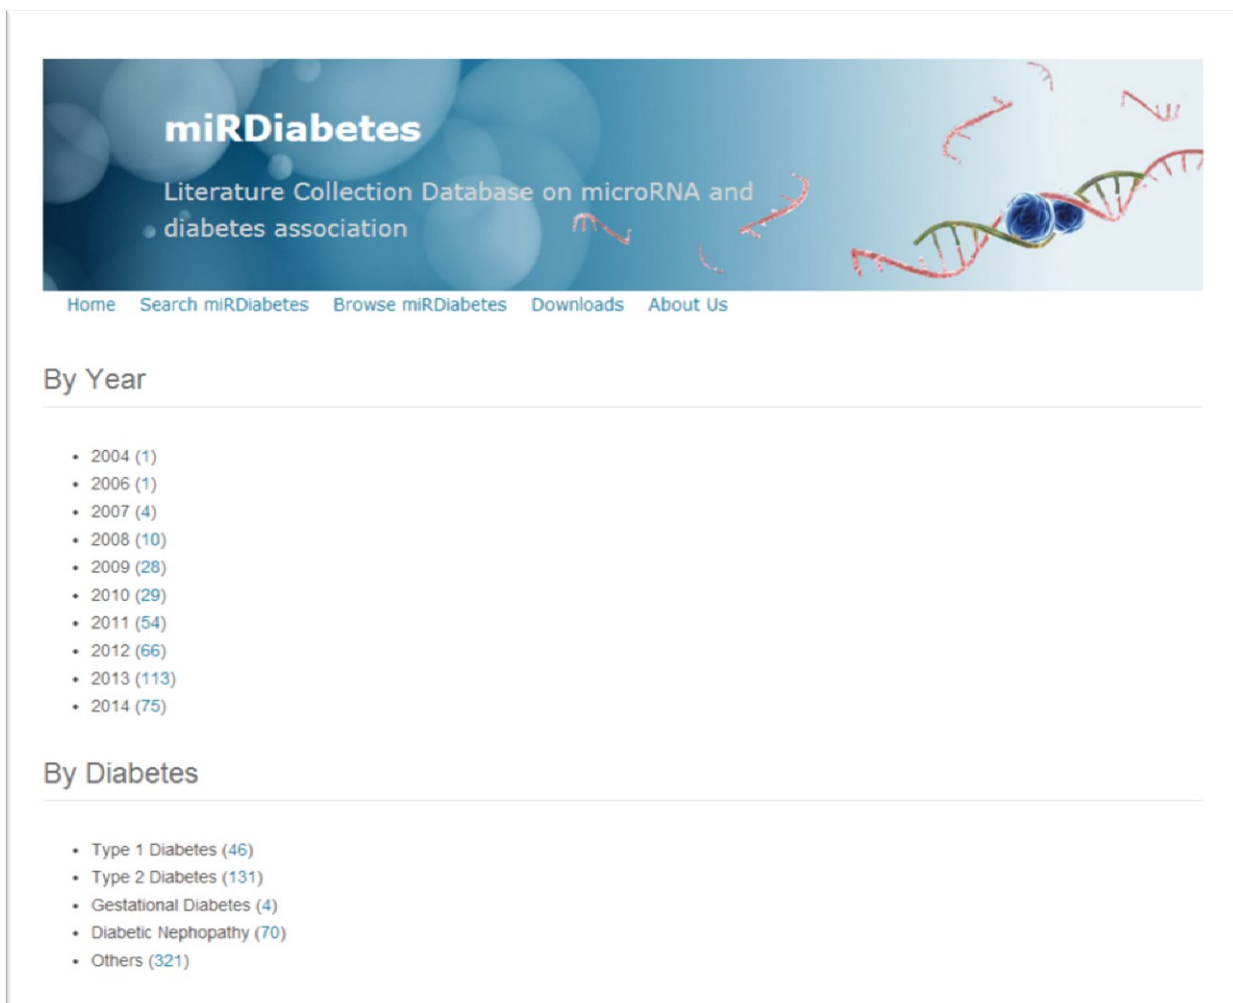 miRDiabetes
Literature Collection Database on microRNA and
diabetes association
Home Search miRDiabetes Browse miRDiabetes Downloads About Us
By Year
• 2004 (1)
• 2006 (1)
• 2007 (4)
• 2008 (10)
• 2009 (28)
• 2010 (29)
• 2011 (54)
• 2012 (66)
• 2013 (113)
• 2014 (75)
By Diabetes
• Type 1 Diabetes (46)
• Type 2 Diabetes (131)
• Gestational Diabetes (4)
• Diabetic Nephopathy (70)
• Others (321)